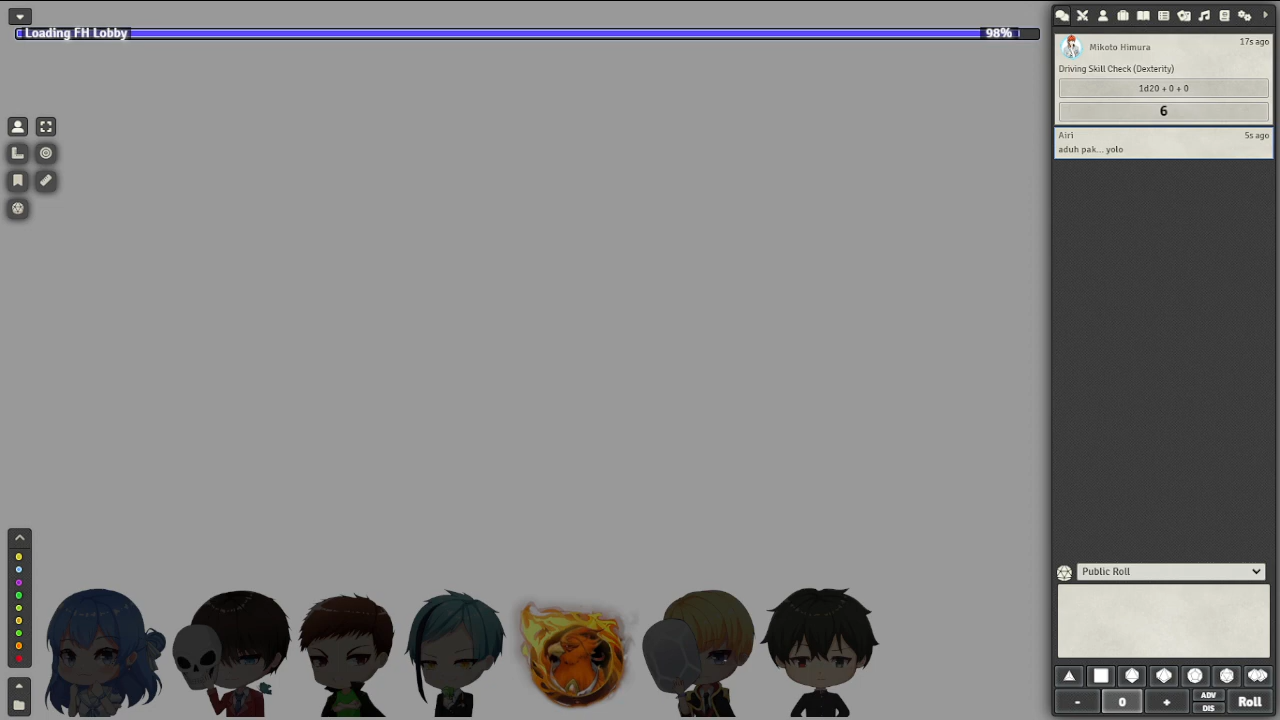 Loading FH Lobby 98%
Mikoto Himura 17s ago
Driving Skill Check (Dexterity)
1d20 + 0 + 0
6
Airi 5s ago
aduh pak... yolo
Public Roll
- 0 + ADV DIS Roll